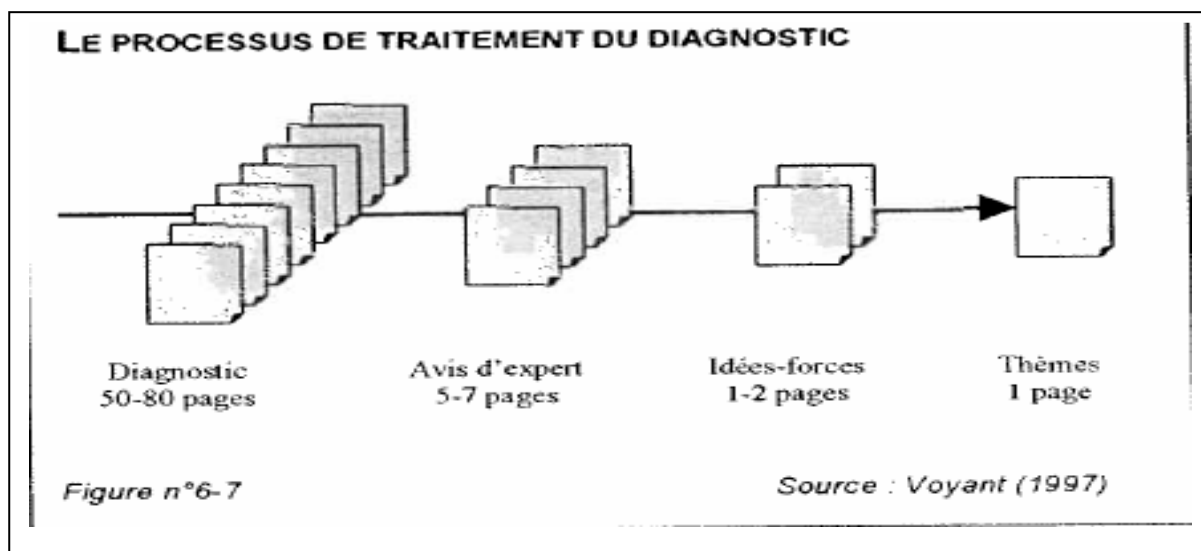 LE PROCESSUS DE TRAITEMENT DU DIAGNOSTIC
Diagnostic
50-80 pages
Avis d'expert
5-7 pages
Idées-forces
1-2 pages
Thèmes
1 page
Figure n°6-7
Source : Voyant (1997)